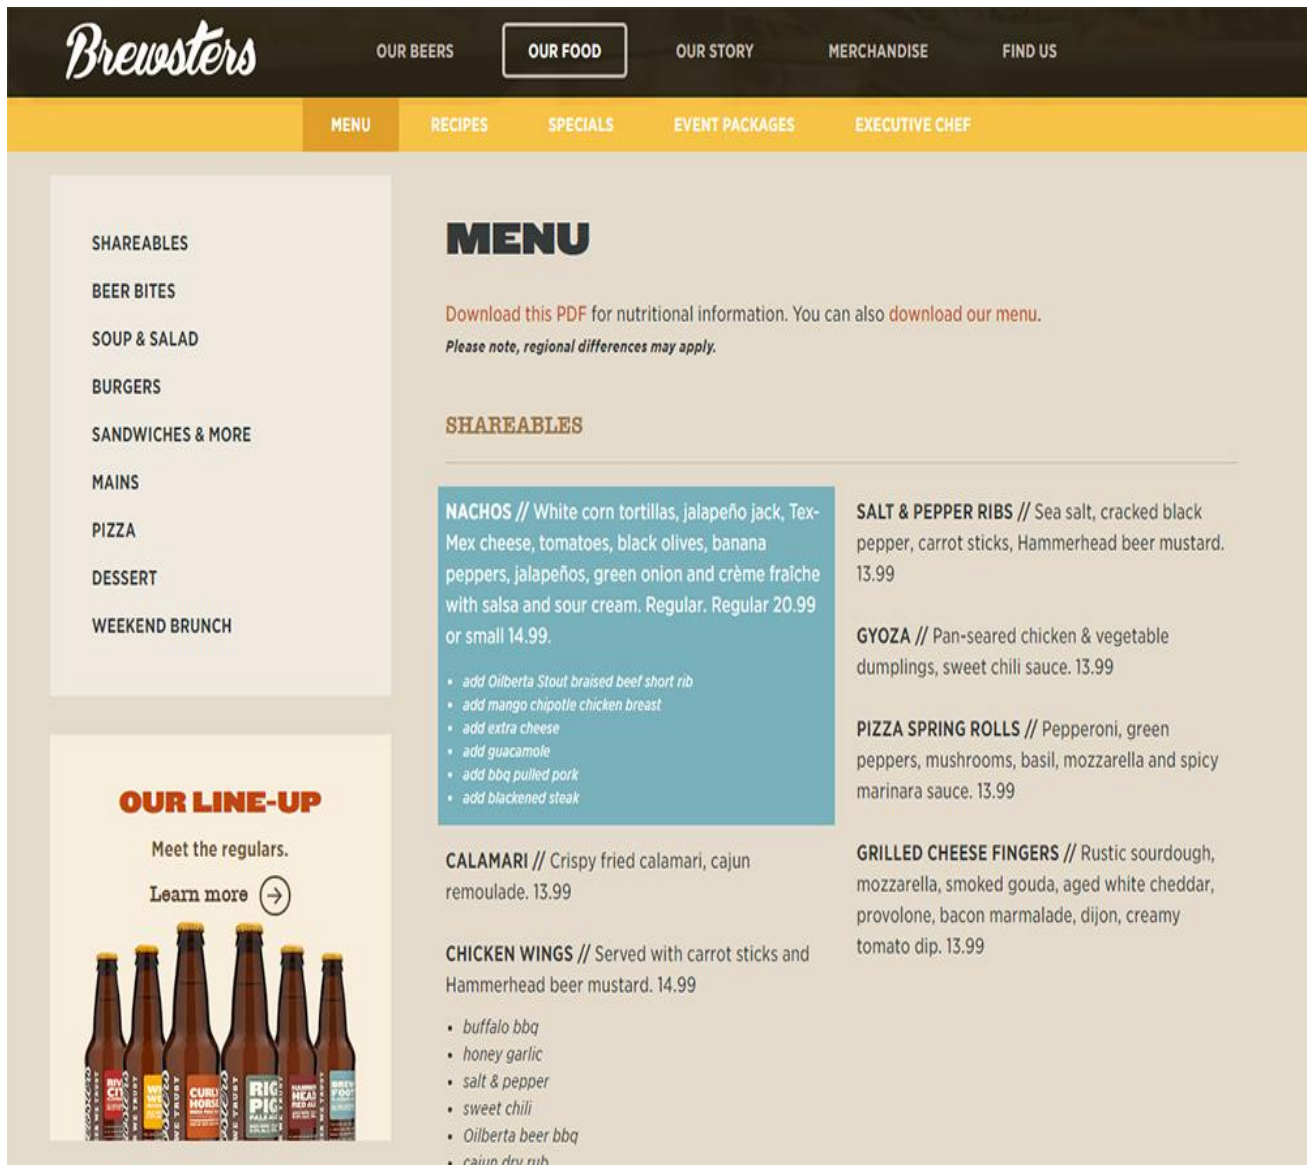 Brewsters
OUR BEERS
OUR FOOD
OUR STORY
MERCHANDISE
FIND US
MENU
RECIPES
SPECIALS
EVENT PACKAGES
EXECUTIVE CHEF
SHAREABLES
BEER BITES
SOUP & SALAD
BURGERS
SANDWICHES & MORE
MAINS
PIZZA
DESSERT
WEEKEND BRUNCH
OUR LINE-UP
Meet the regulars.
Learn more
CURLY
HORSE
RIG
PIG
PALE ALE
MENU
Download this PDF for nutritional information. You can also download our menu.
Please note, regional differences may apply.
SHAREABLES
NACHOS // White corn tortillas, jalapeño jack, Tex-
Mex cheese, tomatoes, black olives, banana
peppers, jalapeños, green onion and crème fraîche
with salsa and sour cream. Regular. Regular 20.99
or small 14.99.
• add Oilberta Stout braised beef short rib
• add mango chipotle chicken breast
• add extra cheese
• add guacamole
• add bbq pulled pork
• add blackened steak
CALAMARI // Crispy fried calamari, cajun
remoulade. 13.99
CHICKEN WINGS // Served with carrot sticks and
Hammerhead beer mustard. 14.99
• buffalo bbq
• honey garlic
• salt & pepper
• sweet chili
• Oilberta beer bbq
• cajun dry rub
SALT & PEPPER RIBS // Sea salt, cracked black
pepper, carrot sticks, Hammerhead beer mustard.
13.99
GYOZA // Pan-seared chicken & vegetable
dumplings, sweet chili sauce. 13.99
PIZZA SPRING ROLLS // Pepperoni, green
peppers, mushrooms, basil, mozzarella and spicy
marinara sauce. 13.99
GRILLED CHEESE FINGERS // Rustic sourdough,
mozzarella, smoked gouda, aged white cheddar,
provolone, bacon marmalade, dijon, creamy
tomato dip. 13.99